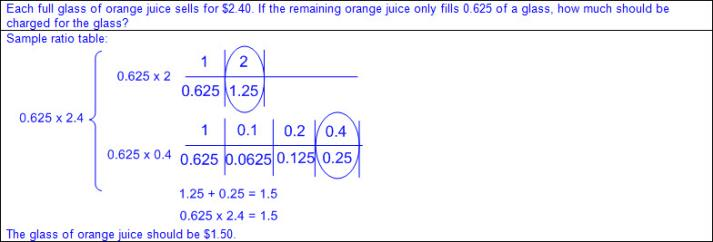 Each full glass of orange juice sells for $2.40. If the remaining orange juice only fills 0.625 of a glass, how much should be
charged for the glass?
Sample ratio table:
1 2
0.625 x 2
0.625 1.25
0.625 x 2.4
1 0.1 0.2 0.4
0.625 x 0.4
0.625 0.0625 0.125 0.25
1.25 + 0.25 = 1.5
0.625 x 2.4 = 1.5
The glass of orange juice should be $1.50.